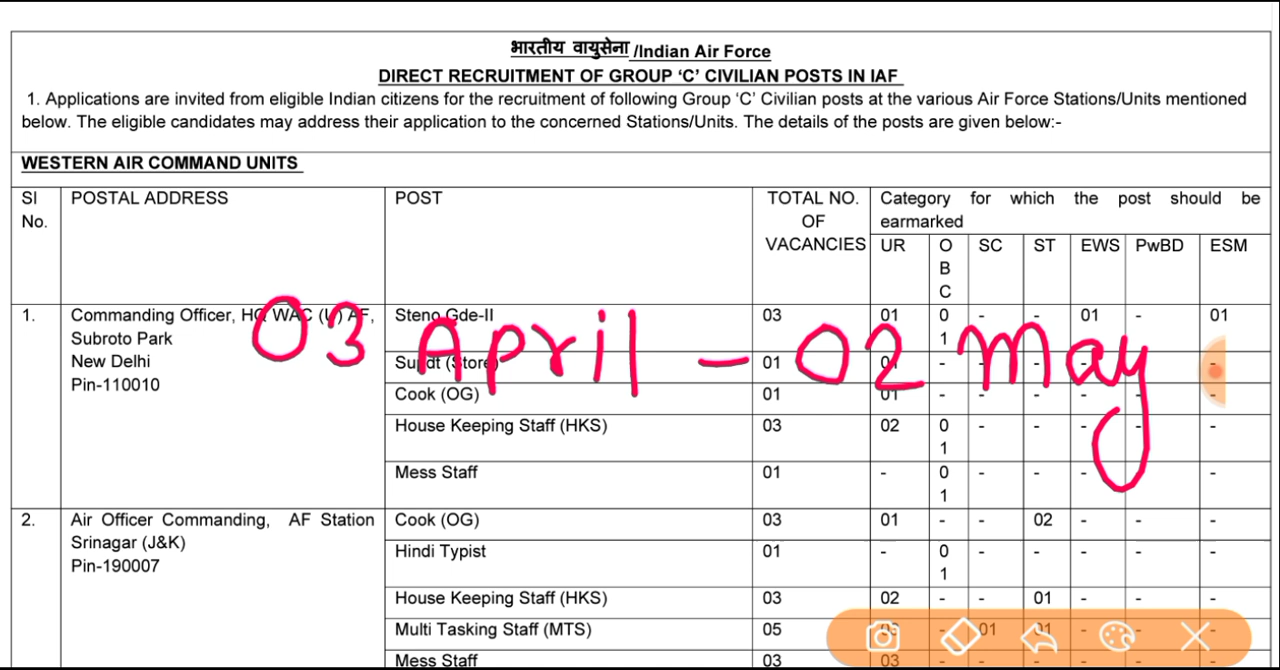 भारतीय वायुसेना /Indian Air Force
DIRECT RECRUITMENT OF GROUP ‘C’ CIVILIAN POSTS IN IAF
1. Applications are invited from eligible Indian citizens for the recruitment of following Group ‘C’ Civilian posts at the various Air Force Stations/Units mentioned
below. The eligible candidates may address their application to the concerned Stations/Units. The details of the posts are given below:-
WESTERN AIR COMMAND UNITS
Sl No. POSTAL ADDRESS POST TOTAL NO. OF VACANCIES Category for which the post should be earmarked
UR OBC SC ST EWS PwBD ESM
1. Commanding Officer, HQ WAC (U) AF, Steno Gde-II 03 01 01 - - 01 - 01
Subroto Park
New Delhi
Pin-110010
Supdt (Store) 01 01 - - - - - -
Cook (OG) 01 01 - - - - - -
House Keeping Staff (HKS) 03 02 01 - - - - -
Mess Staff 01 - 01 - - - - -
03 April - 02 May
2. Air Officer Commanding, AF Station Cook (OG) 03 01 - - 02 - - -
Srinagar (J&K)
Pin-190007
Hindi Typist 01 - 01 - - - - -
House Keeping Staff (HKS) 03 02 - - 01 - - -
Multi Tasking Staff (MTS) 05 03 - 01 01 - - -
Mess Staff 03 03